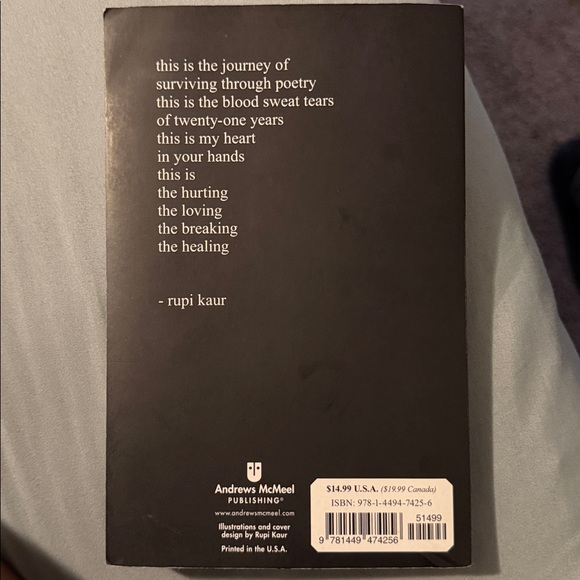 this is the journey of
surviving through poetry
this is the blood sweat tears
of twenty-one years
this is my heart
in your hands
this is
the hurting
the loving
the breaking
the healing
- rupi kaur
Andrews McMeel
PUBLISHING®
www.andrewsmcmeel.com
Illustrations and cover
design by Rupi Kaur
Printed in the U.S.A.
$14.99 U.S.A. ($19.99 Canada)
ISBN: 978-1-4494-7425-6
51499
9 781449 474256